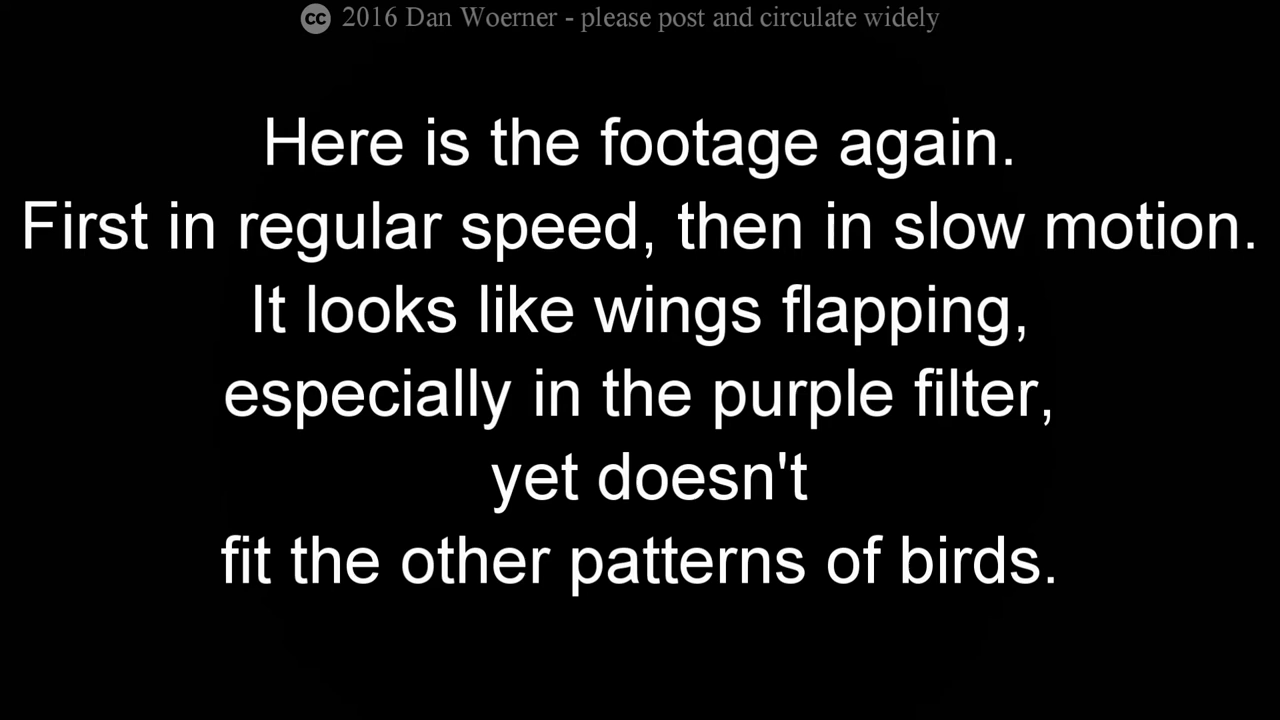 cc 2016 Dan Woerner - please post and circulate widely
Here is the footage again.
First in regular speed, then in slow motion.
It looks like wings flapping,
especially in the purple filter,
yet doesn't
fit the other patterns of birds.